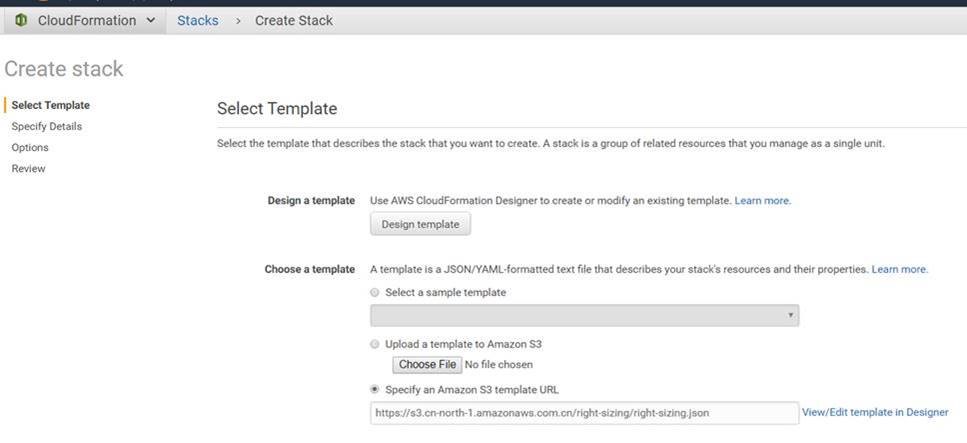 CloudFormation Stacks > Create Stack
Create stack
Select Template
Specify Details
Options
Review
Select Template
Select the template that describes the stack that you want to create. A stack is a group of related resources that you manage as a single unit.
Design a template Use AWS CloudFormation Designer to create or modify an existing template. Learn more.
Design template
Choose a template A template is a JSON/YAML-formatted text file that describes your stack's resources and their properties. Learn more.
Select a sample template
Upload a template to Amazon S3
Choose File No file chosen
Specify an Amazon S3 template URL
https://s3.cn-north-1.amazonaws.com.cn/right-sizing/right-sizing.json View/Edit template in Designer